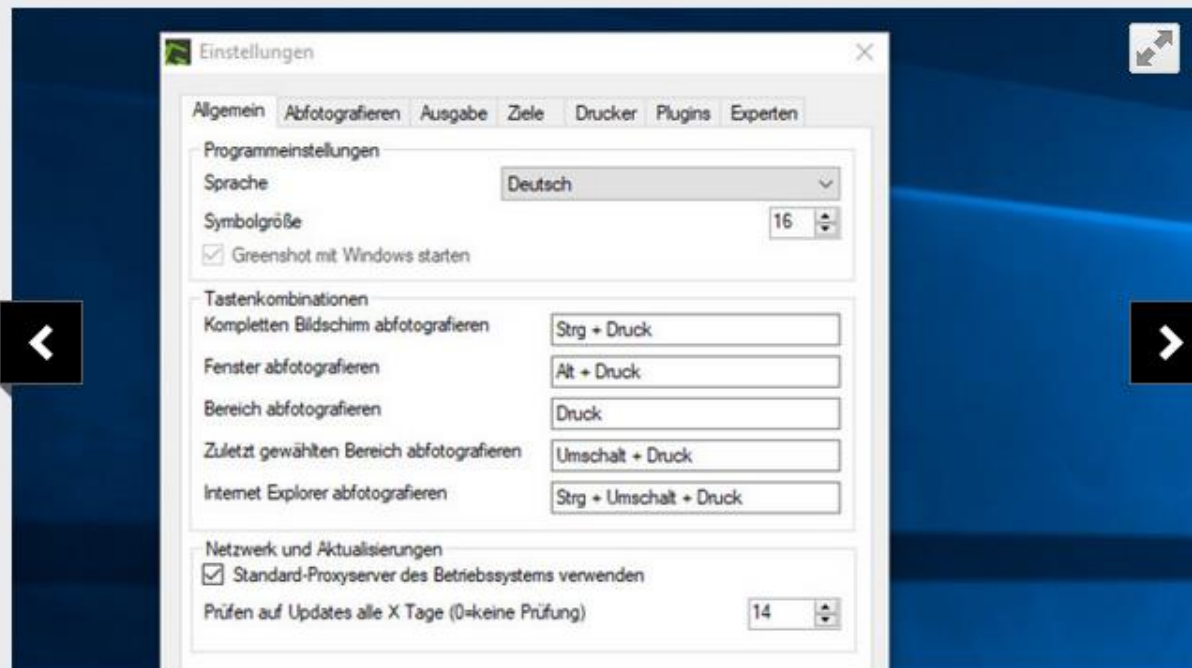 Einstellungen
Allgemein Abfotografieren Ausgabe Ziele Drucker Plugins Experten
Programmeinstellungen
Sprache Deutsch
Symbolgröße 16
Greenshot mit Windows starten
Tastenkombinationen
Kompletten Bildschirm abfotografieren Strg + Druck
Fenster abfotografieren Alt + Druck
Bereich abfotografieren Druck
Zuletzt gewählten Bereich abfotografieren Umschalt + Druck
Internet Explorer abfotografieren Strg + Umschalt + Druck
Netzwerk und Aktualisierungen
Standard-Proxyserver des Betriebssystems verwenden
Prüfen auf Updates alle X Tage (0=keine Prüfung) 14